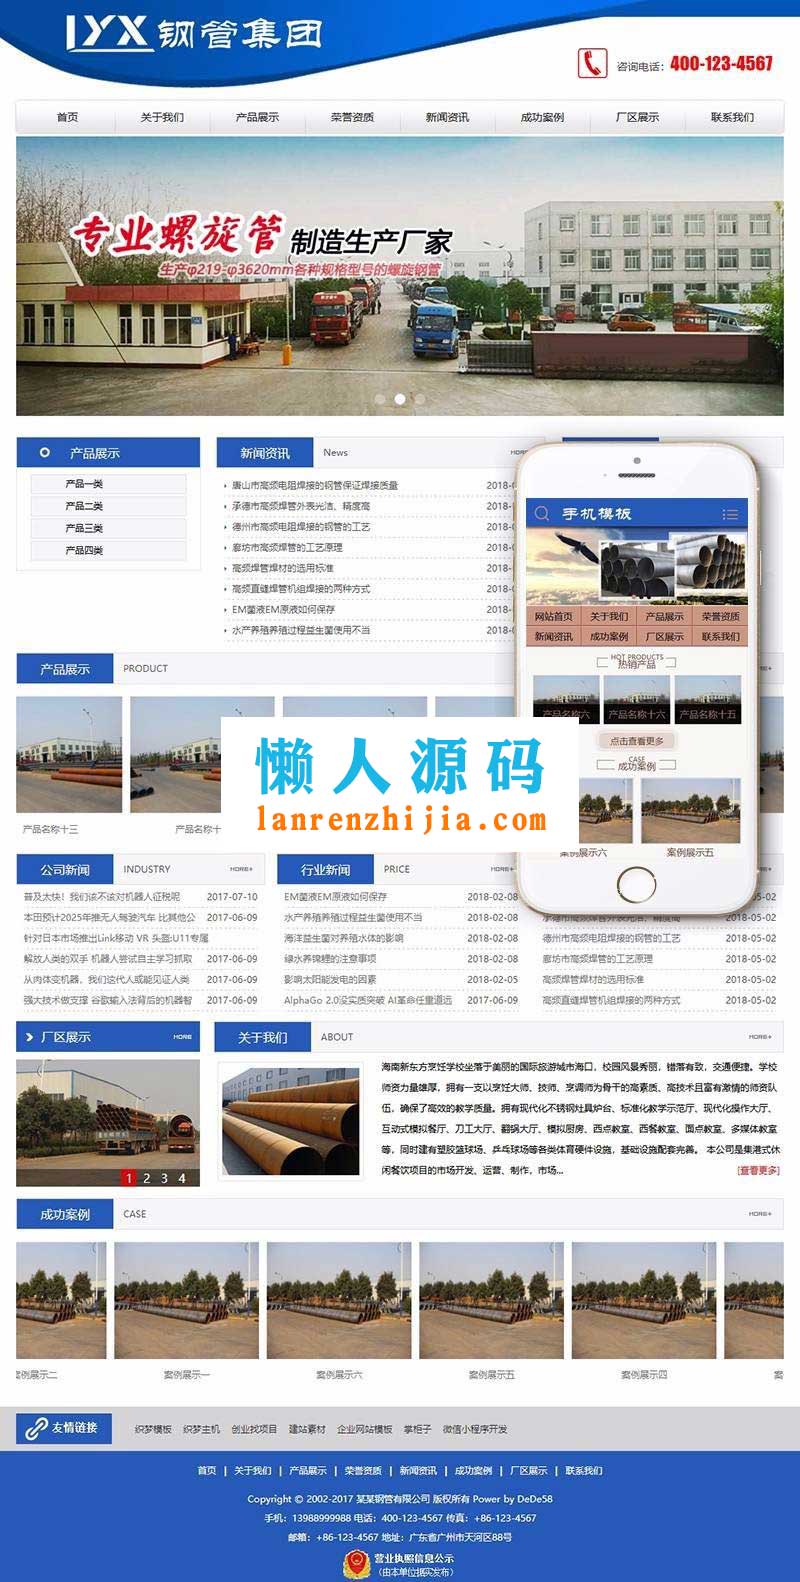 LYX 钢管集团
咨询电话：400-123-4567
首页 关于我们 产品展示 荣誉资质 新闻资讯 成功案例 厂区展示 联系我们
专业螺旋管 制造生产厂家
生产φ219-φ3620mm各种规格型号的螺旋钢管
产品展示
产品一类
产品二类
产品三类
产品四类
新闻资讯 News
唐山市高频电阻焊接的钢管保证焊接质量 2018-0
承德市高频焊管外表光洁、精度高 2018-0
德州市高频电阻焊接的钢管的工艺 2018-0
廊坊市高频焊管的工艺原理 2018-0
高频焊管焊材的选用标准 2018-0
高频直缝焊管机组焊接的两种方式 2018-0
EM菌液EM原液如何保存 2018-0
水产养殖养殖过程益生菌使用不当 2018-0
手机模板
网站首页 关于我们 产品展示 荣誉资质
新闻资讯 成功案例 厂区展示 联系我们
HOT PRODUCTS
热销产品
产品名称六 产品名称十六 产品名称十五
点击查看更多
CASE
成功案例
案例展示六 案例展示五
产品展示 PRODUCT
产品名称十三 产品名称十
懒人源码
lanrenzhijia.com
公司新闻 INDUSTRY MORE+
普及太快！我们该不该对机器人征税呢 2017-07-10
本田预计2025年推无人驾驶汽车 比其他公 2017-06-09
针对日本市场推出Link移动 VR 头盔:U11专属
解放人类的双手 机器人尝试自主学习抓取 2017-06-09
从肉体变机器，我们这代人或能见证人类 2017-06-09
强大技术做支撑 谷歌输入法背后的机器智 2017-06-09
行业新闻 PRICE MORE+
EM菌液EM原液如何保存 2018-02-08
水产养殖养殖过程益生菌使用不当 2018-02-08
海洋益生菌对养殖水体的影响 2018-02-08
绿水养锦鲤的注意事项 2018-02-08
影响太阳能发电的因素 2018-02-05
AlphaGo 2.0没实质突破 AI革命任重道远 2017-06-09
承德市高频焊管外表光洁、精度高 2018-05-02
德州市高频电阻焊接的钢管的工艺 2018-05-02
廊坊市高频焊管的工艺原理 2018-05-02
高频焊管焊材的选用标准 2018-05-02
高频直缝焊管机组焊接的两种方式 2018-05-02
厂区展示 MORE
1 2 3 4
关于我们 ABOUT MORE+
海南新东方烹饪学校坐落于美丽的国际旅游城市海口，校园风景秀丽，错落有致，交通便捷。学校
师资力量雄厚，拥有一支以烹饪大师、技师、烹调师为骨干的高素质、高技术且富有激情的师资队
伍，确保了高效的教学质量。拥有现代化不锈钢灶具炉台、标准化教学示范厅、现代化操作大厅、
互动式模拟餐厅、刀工大厅、翻锅大厅、模拟厨房、西点教室、西餐教室、面点教室、多媒体教室
等，同时建有塑胶篮球场、乒乓球场等各类体育硬件设施，基础设施配套完善。 本公司是集港式休
闲餐饮项目的市场开发、运营、制作，市场... [查看更多]
成功案例 CASE MORE+
案例展示二 案例展示一 案例展示六 案例展示五 案例展示四 案
友情链接 织梦模板 织梦主机 创业找项目 建站素材 企业网站模板 掌柜子 微信小程序开发
首页 | 关于我们 | 产品展示 | 荣誉资质 | 新闻资讯 | 成功案例 | 厂区展示 | 联系我们
Copyright © 2002-2017 某某钢管有限公司 版权所有 Power by DeDe58
手机：13988999988 电话：400-123-4567 传真：+86-123-4567
邮箱：+86-123-4567 地址：广东省广州市天河区88号
营业执照信息公示
（由本单位据实发布）